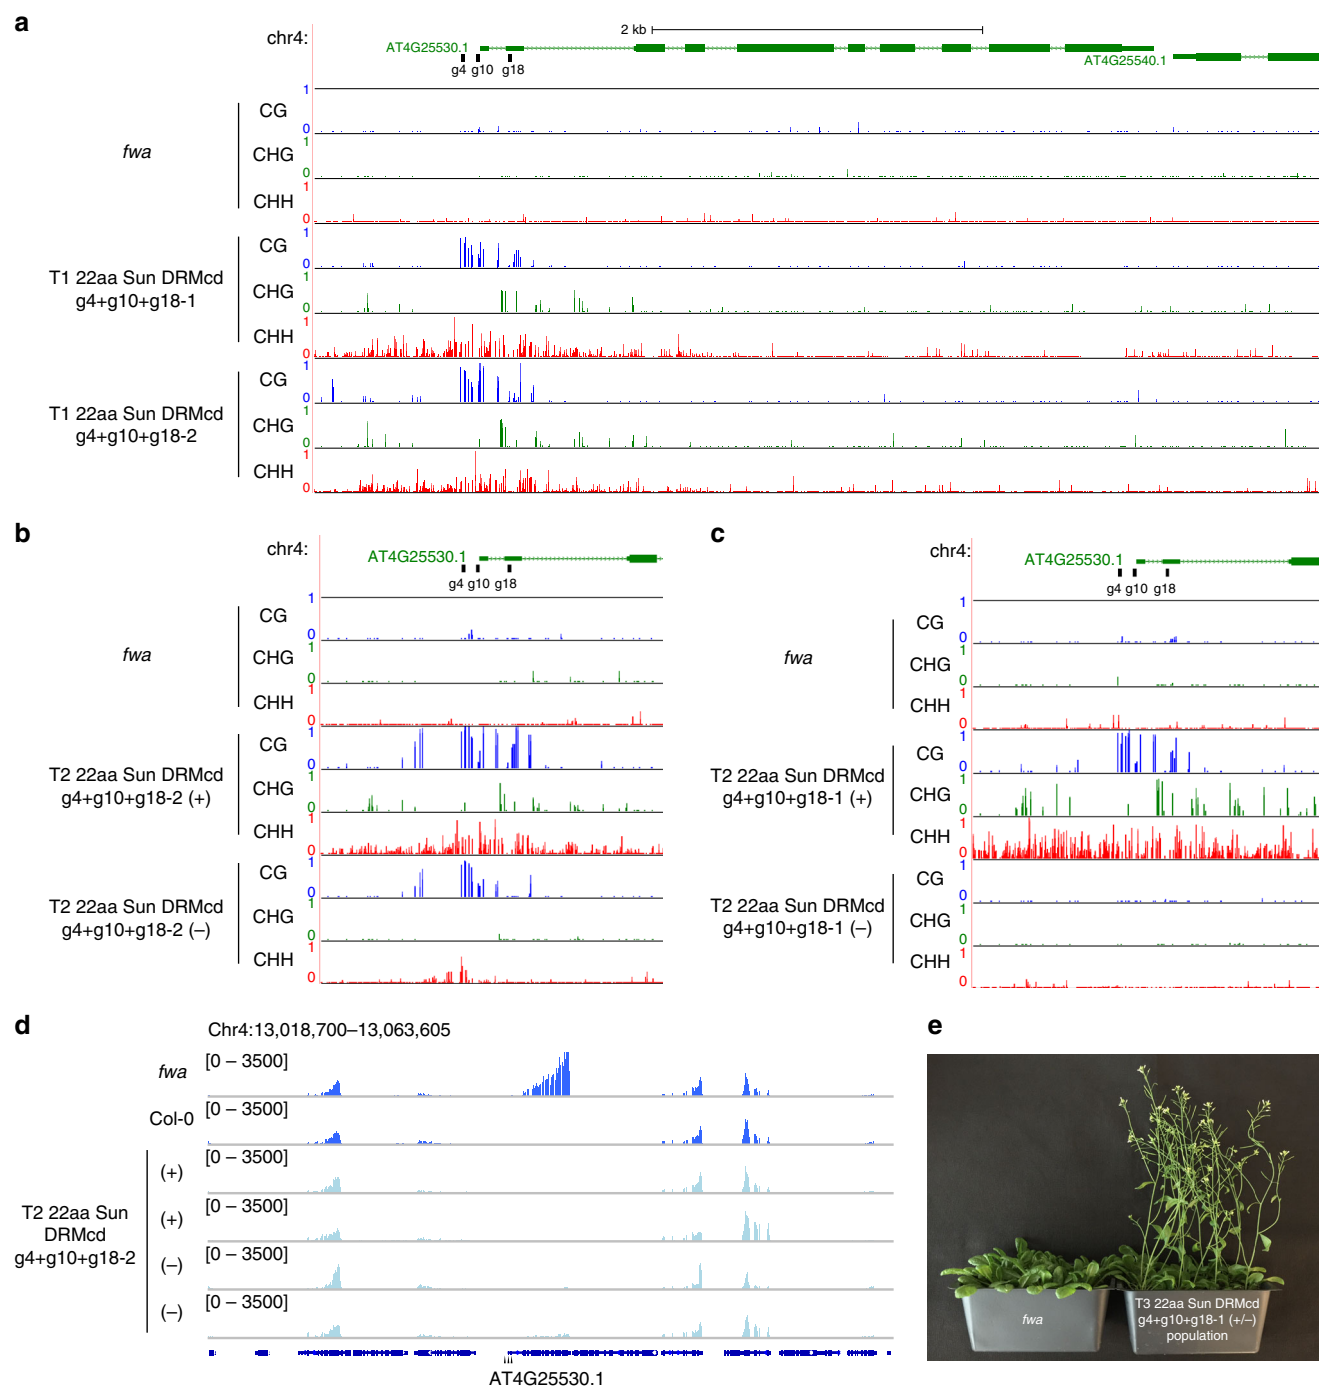 a
chr4:
2 kb
AT4G25530.1
AT4G25540.1
g4 g10 g18
fwa
CG
1
0
CHG
1
0
CHH
1
0
T1 22aa Sun DRMcd
g4+g10+g18-1
CG
1
0
CHG
1
0
CHH
1
0
T1 22aa Sun DRMcd
g4+g10+g18-2
CG
1
0
CHG
1
0
CHH
1
0
b
chr4:
AT4G25530.1
g4 g10 g18
fwa
CG
1
0
CHG
1
0
CHH
1
0
T2 22aa Sun DRMcd
g4+g10+g18-2 (+)
CG
1
0
CHG
1
0
CHH
1
0
T2 22aa Sun DRMcd
g4+g10+g18-2 (–)
CG
1
0
CHG
1
0
CHH
1
0
c
chr4:
AT4G25530.1
g4 g10 g18
fwa
CG
1
0
CHG
1
0
CHH
1
0
T2 22aa Sun DRMcd
g4+g10+g18-1 (+)
CG
1
0
CHG
1
0
CHH
1
0
T2 22aa Sun DRMcd
g4+g10+g18-1 (–)
CG
1
0
CHG
1
0
CHH
1
0
d
Chr4:13,018,700–13,063,605
fwa
[0 – 3500]
Col-0
[0 – 3500]
T2 22aa Sun
DRMcd
g4+g10+g18-2
(+)
[0 – 3500]
(+)
[0 – 3500]
(–)
[0 – 3500]
(–)
[0 – 3500]
AT4G25530.1
e
fwa
T3 22aa Sun DRMcd
g4+g10+g18-1 (+/–)
population